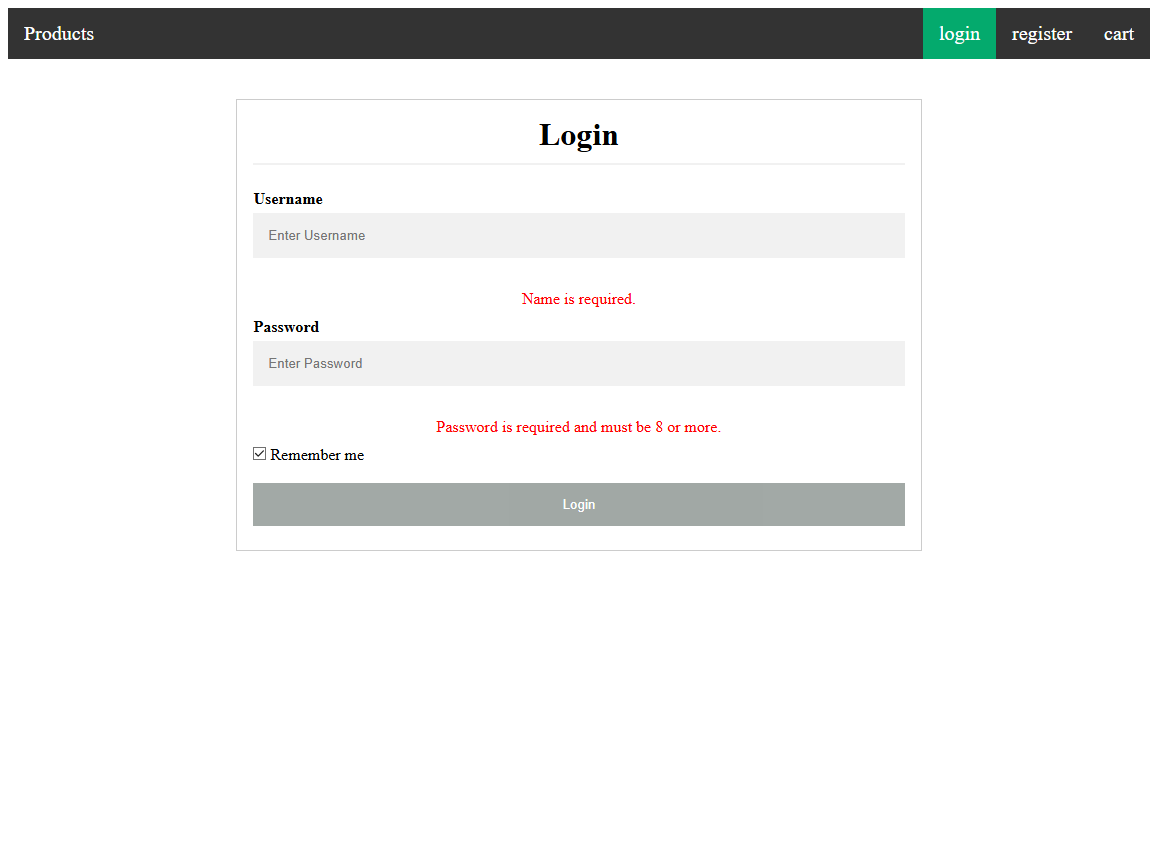 Products login register cart
Login
Username
Enter Username
Name is required.
Password
Enter Password
Password is required and must be 8 or more.
Remember me
Login